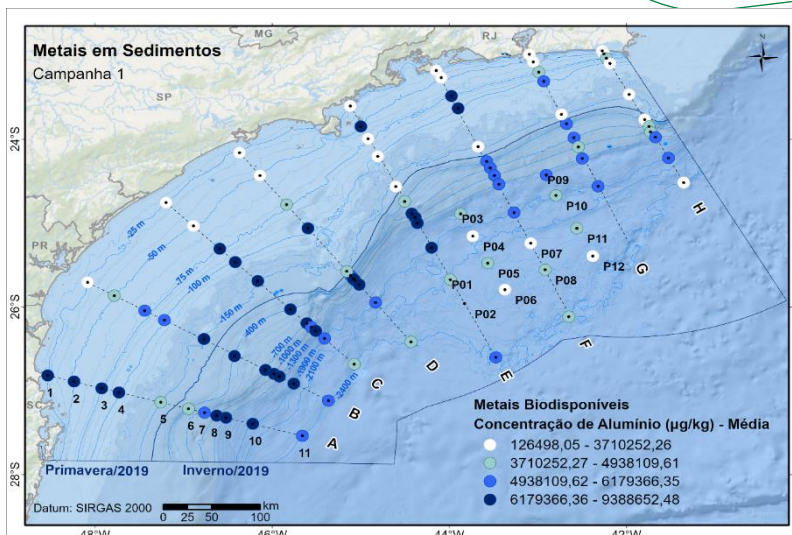 Metais em Sedimentos
Campanha 1
MG
RJ
SP
PR
SC
24°S
26°S
28°S
-25 m
-50 m
-75 m
-100 m
-150 m
-400 m
-700 m
-1000 m
-1300 m
-1900 m
-2100 m
-2400 m
P09
P10
P03
P04
P11
P07
P12
P05
P08
P01
P06
P02
H
G
F
E
D
C
B
A
1
2
3
4
5
6
7
8
9
10
11
Primavera/2019
Inverno/2019
Datum: SIRGAS 2000
km
0 25 50 100
Metais Biodisponíveis
Concentração de Alumínio (µg/kg) - Média
126498,05 - 3710252,26
3710252,27 - 4938109,61
4938109,62 - 6179366,35
6179366,36 - 9388652,48
48°W
46°W
44°W
42°W